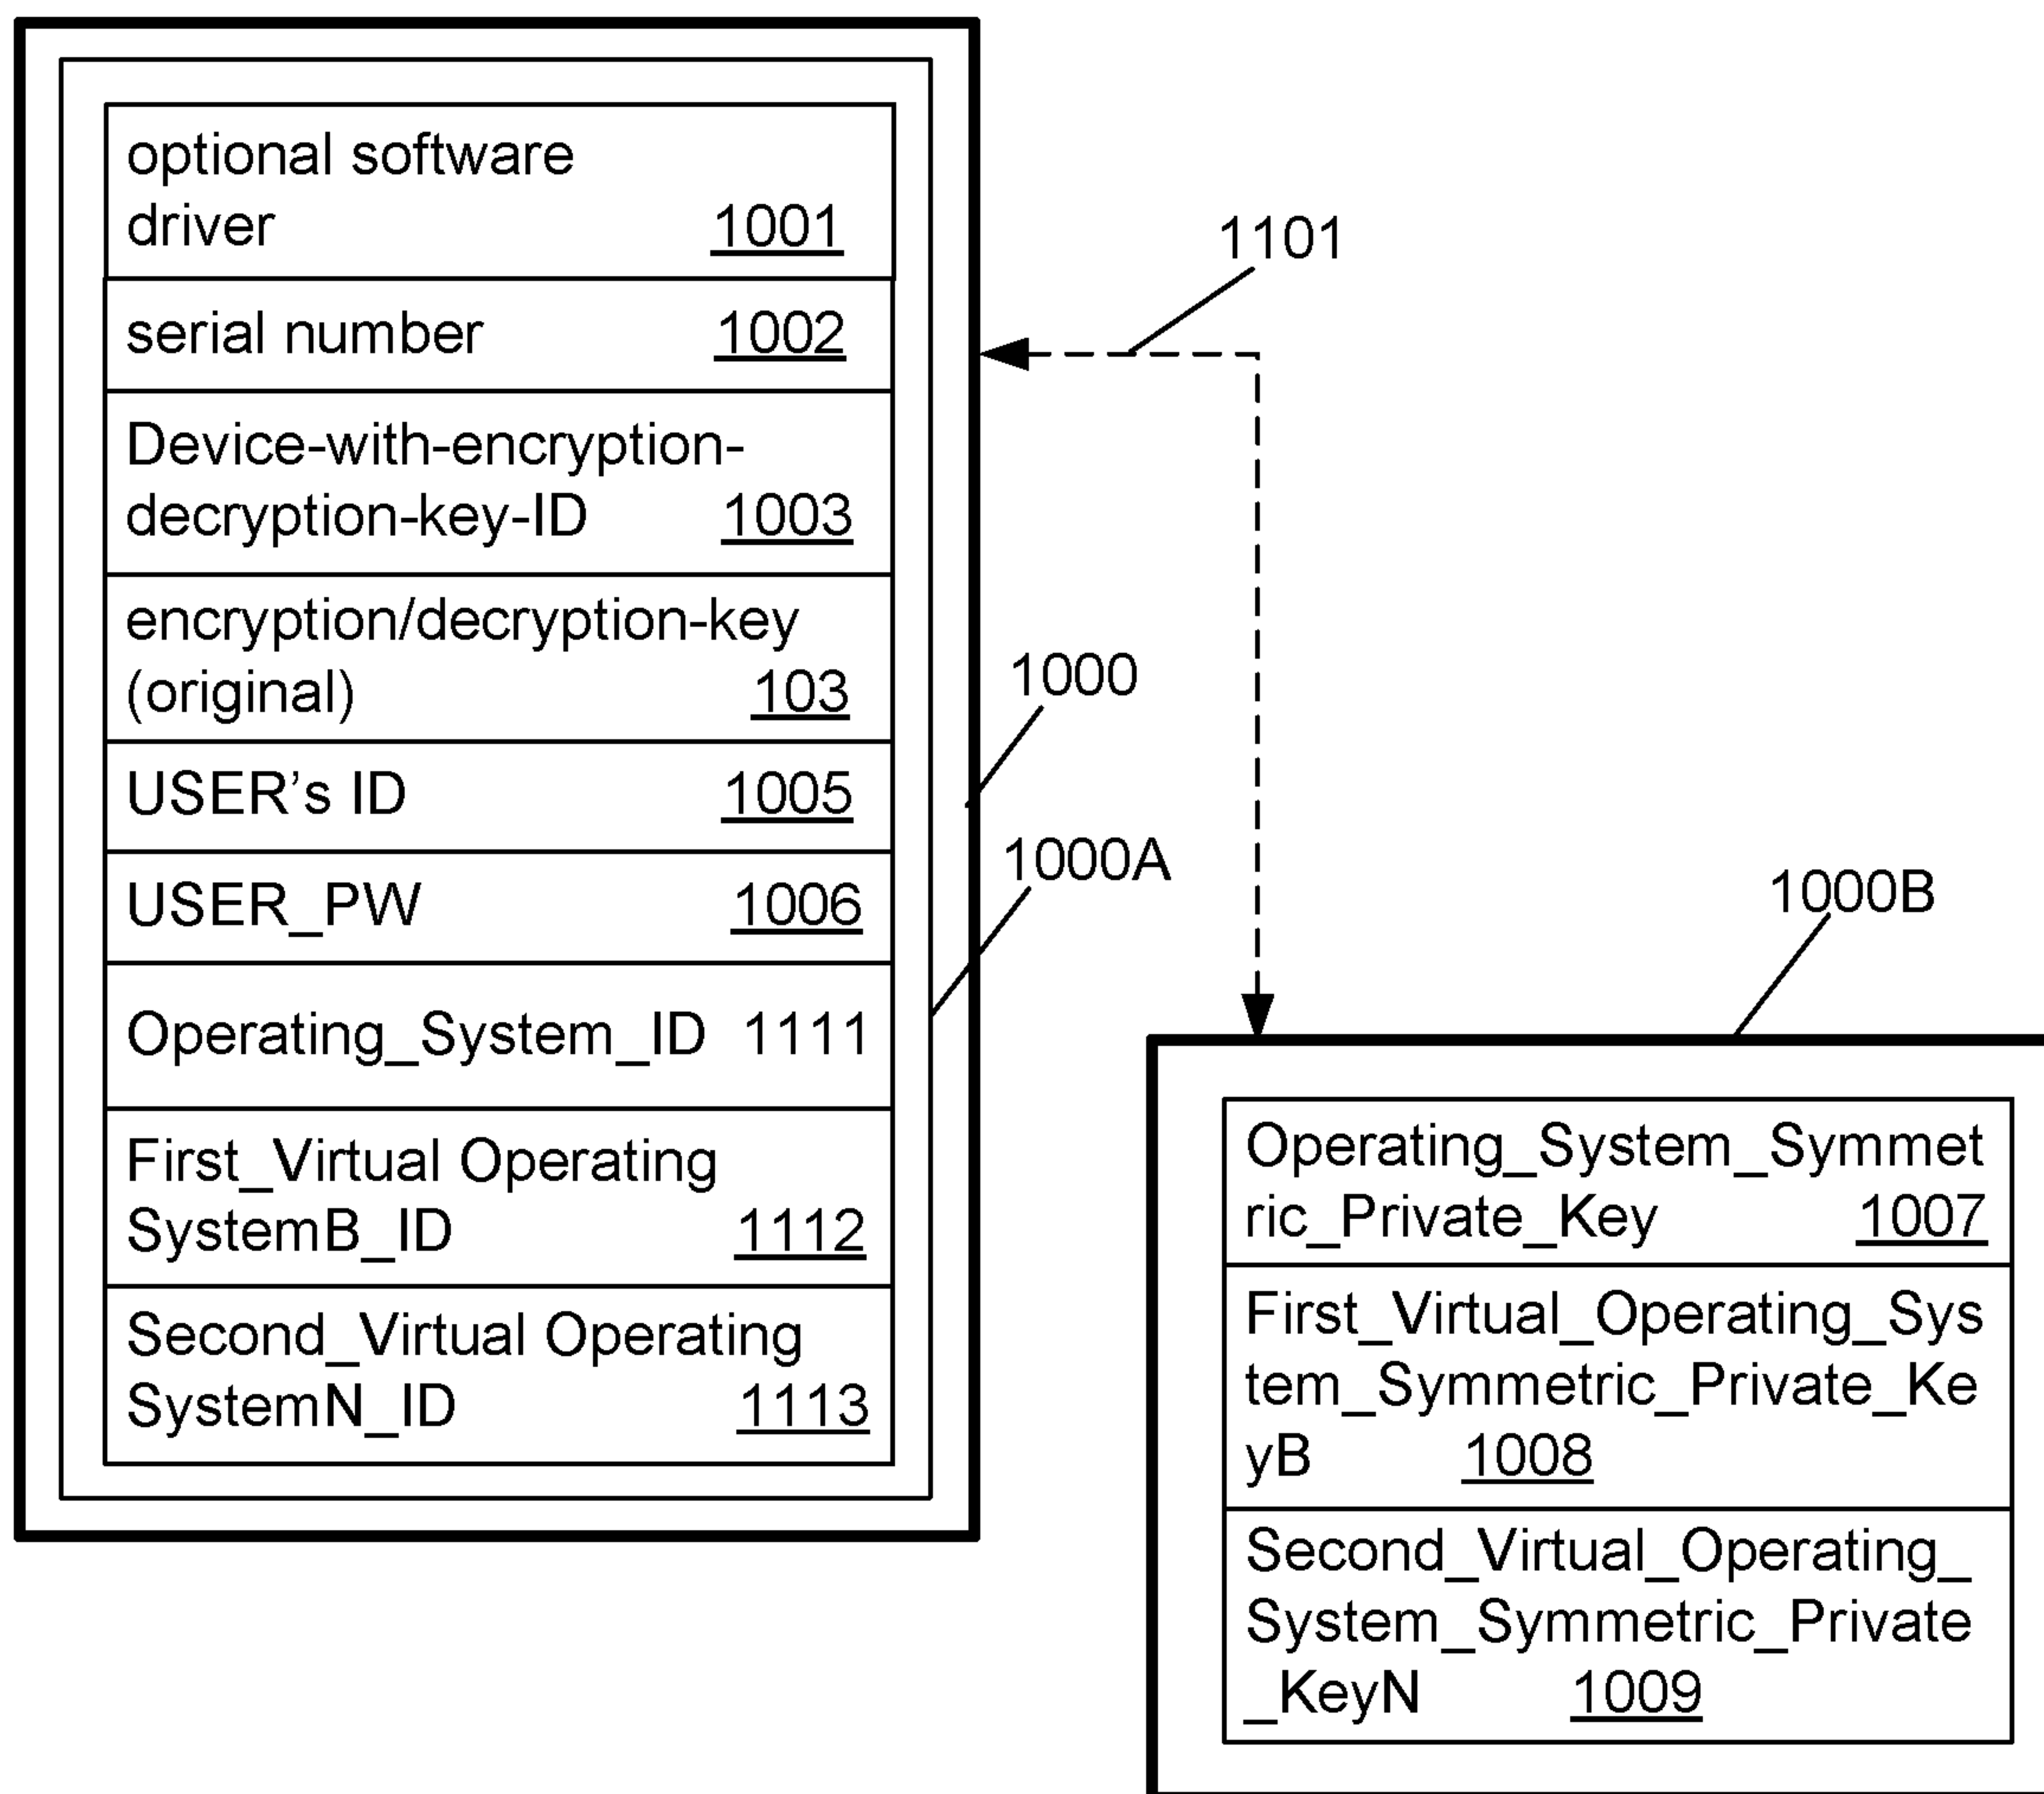 optional software
driver 1001
serial number 1002
Device-with-encryption-
decryption-key-ID 1003
encryption/decryption-key
(original) 103
USER's ID 1005
USER_PW 1006
Operating_System_ID 1111
First_Virtual Operating
SystemB_ID 1112
Second_Virtual Operating
SystemN_ID 1113
1101
1000
1000A
1000B
Operating_System_Symmet
ric_Private_Key 1007
First_Virtual_Operating_Sys
tem_Symmetric_Private_Ke
yB 1008
Second_Virtual_Operating_
System_Symmetric_Private
_KeyN 1009